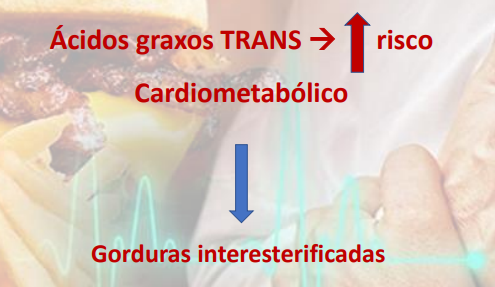 Ácidos graxos TRANS → risco
Cardiometabólico
Gorduras interesterificadas